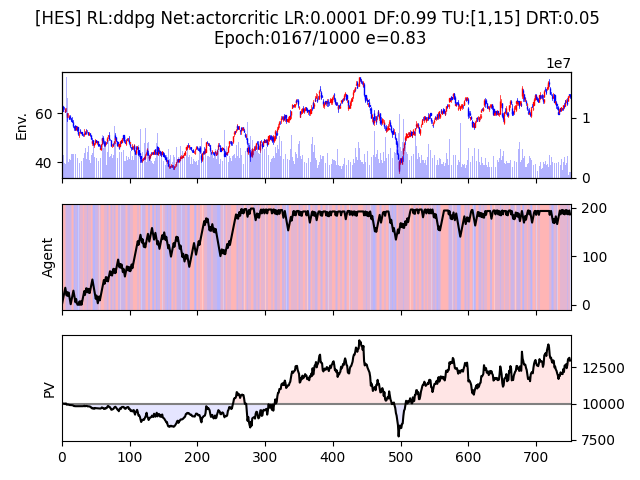 [HES] RL:ddpg Net:actorcritic LR:0.0001 DF:0.99 TU:[1,15] DRT:0.05
Epoch:0167/1000 e=0.83
1e7
Env.
60
40
1
0
Agent
200
100
0
PV
12500
10000
7500
0 100 200 300 400 500 600 700